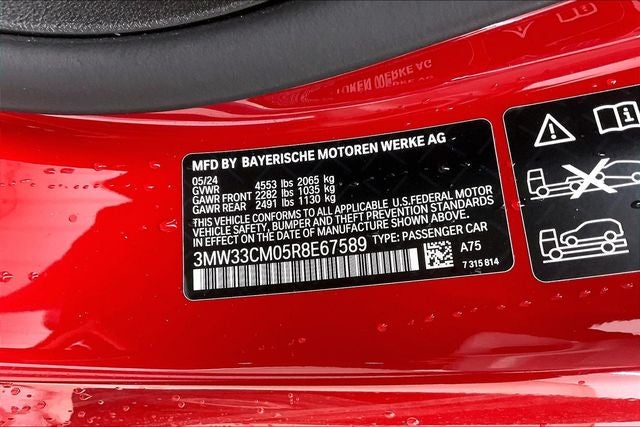 MFD BY BAYERISCHE MOTOREN WERKE AG
05/24
GVWR 4553 lbs 2065 kg
GAWR FRONT 2282 lbs 1035 kg
GAWR REAR 2491 lbs 1130 kg
THIS VEHICLE CONFORMS TO ALL APPLICABLE U.S.FEDERAL MOTOR
VEHICLE SAFETY, BUMPER AND THEFT PREVENTION STANDARDS
IN EFFECT ON THE DATE OF MANUFACTURE SHOWN ABOVE.
3MW33CM05R8E67589 TYPE: PASSENGER CAR
A75
7 315 814